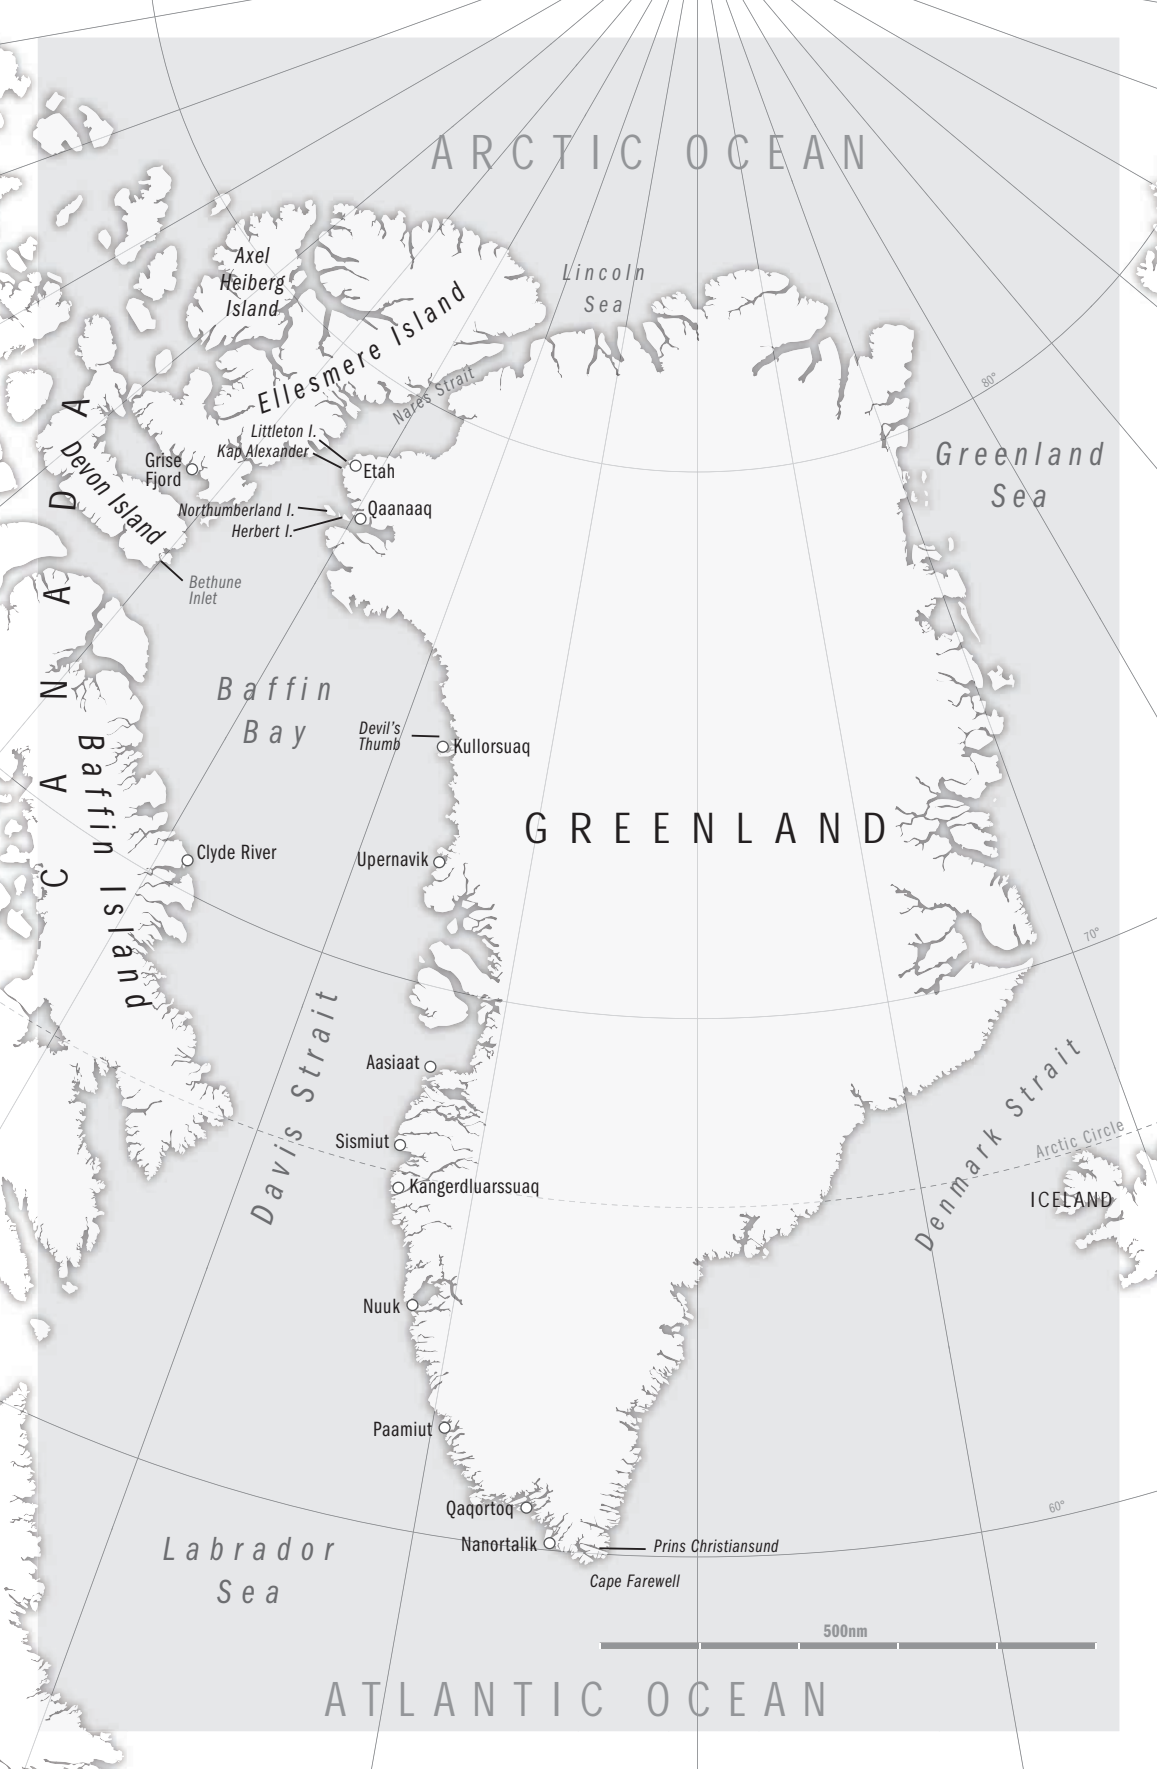 ARCTIC OCEAN
Axel
Heiberg
Island
Lincoln
Sea
Ellesmere Island
Nares Strait
80°
Littleton I.
Kap Alexander
Etah
Grise
Fjord
Greenland
Sea
Devon Island
Northumberland I.
Qaanaaq
Herbert I.
Bethune
Inlet
CANADA
Baffin
Bay
Devil's
Thumb
Kullorsuaq
Baffin Island
GREENLAND
Clyde River
Upernavik
70°
Davis Strait
Aasiaat
Denmark Strait
Arctic Circle
Sismiut
Kangerdluarssuaq
ICELAND
Nuuk
Paamiut
60°
Qaqortoq
Nanortalik
Prins Christiansund
Labrador
Sea
Cape Farewell
500nm
ATLANTIC OCEAN